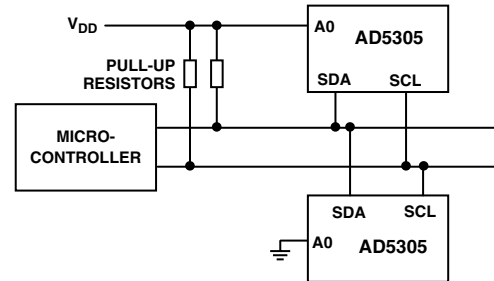 VDD
A0
AD5305
PULL-UP
RESISTORS
SDA
SCL
MICRO-
CONTROLLER
SDA
SCL
A0
AD5305